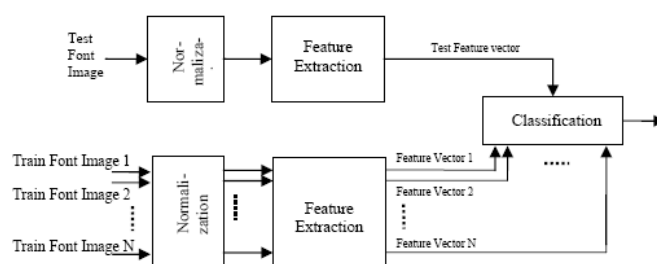 Test
Font
Image
Nor-
maliza-
Feature
Extraction
Test Feature vector
Classification
Train Font Image 1
Train Font Image 2
Train Font Image N
Normali-
zation
Feature
Extraction
Feature Vector 1
Feature Vector 2
Feature Vector N